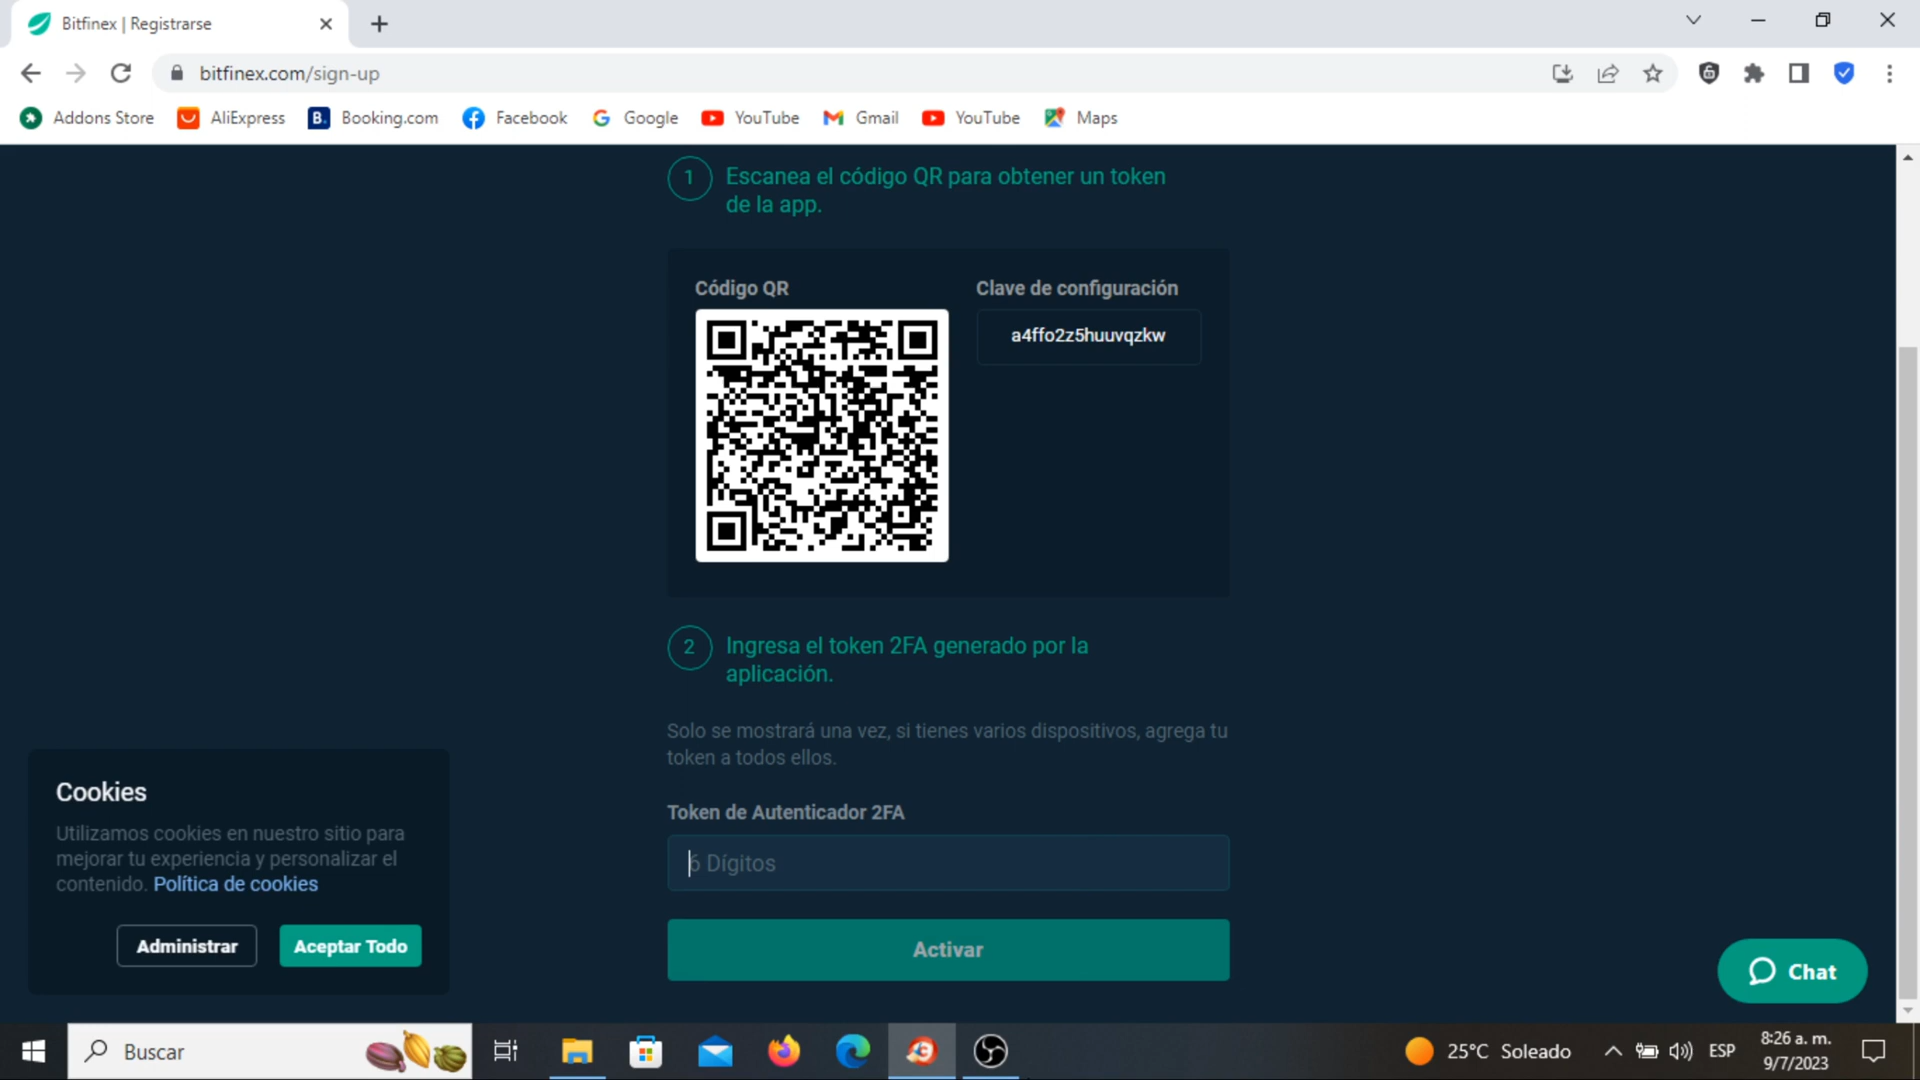 Bitfinex | Registrarse
bitfinex.com/sign-up
Addons Store
AliExpress
B.
Booking.com
Facebook
Google
YouTube
Gmail
YouTube
Maps
1
Escanea el código QR para obtener un token
de la app.
Código QR
Clave de configuración
a4ffo2z5huuvqzkw
2
Ingresa el token 2FA generado por la
aplicación.
Solo se mostrará una vez, si tienes varios dispositivos, agrega tu
token a todos ellos.
Token de Autenticador 2FA
6 Dígitos
Activar
Cookies
Utilizamos cookies en nuestro sitio para
mejorar tu experiencia y personalizar el
contenido. Política de cookies
Administrar
Aceptar Todo
Chat
Buscar
25°C Soleado
ESP
8:26 a. m.
9/7/2023